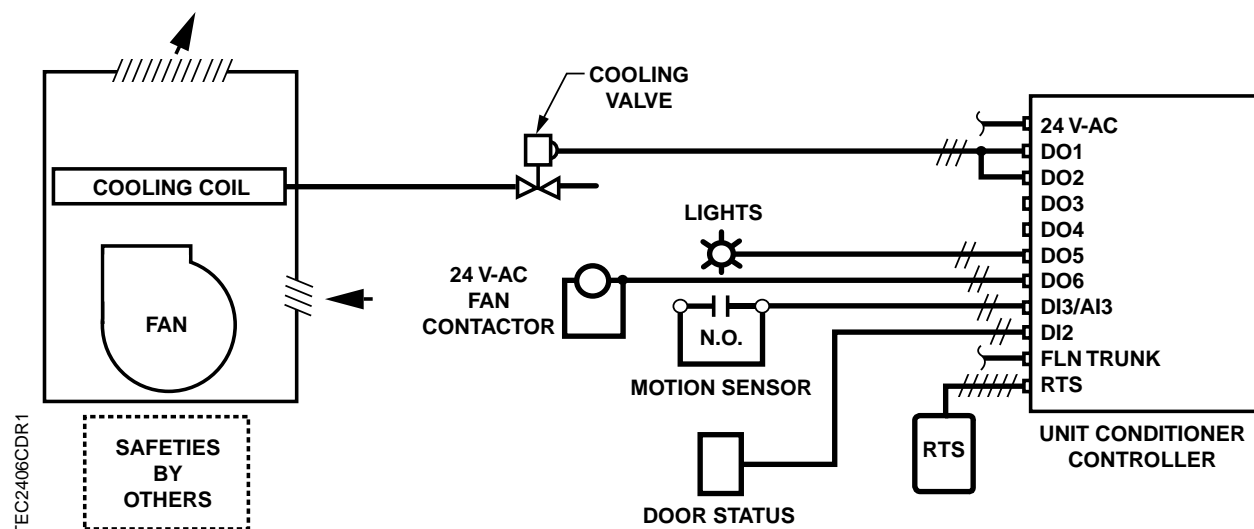 COOLING
VALVE
24 V-AC
DO1
DO2
DO3
DO4
DO5
DO6
DI3/AI3
DI2
FLN TRUNK
RTS
UNIT CONDITIONER
CONTROLLER
COOLING COIL
LIGHTS
24 V-AC
FAN
CONTACTOR
FAN
N.O.
MOTION SENSOR
RTS
DOOR STATUS
SAFETIES
BY
OTHERS
TEC2406CDR1